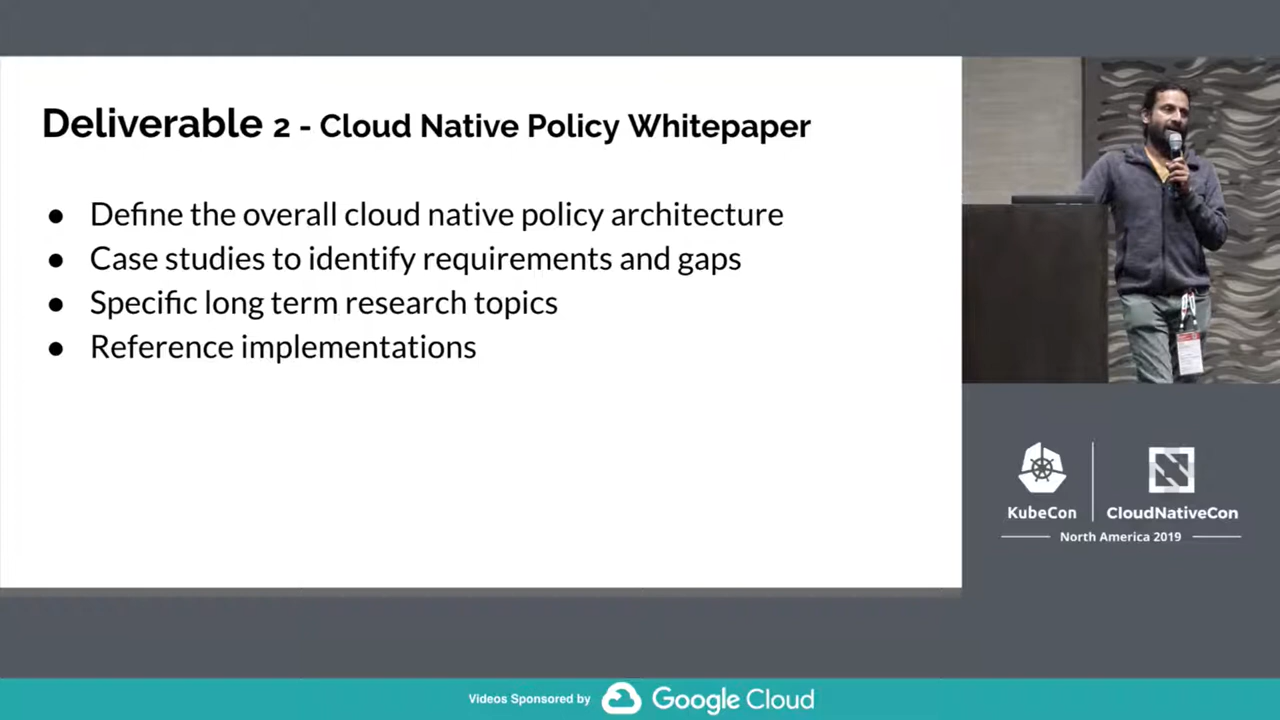 Deliverable 2 - Cloud Native Policy Whitepaper
● Define the overall cloud native policy architecture
● Case studies to identify requirements and gaps
● Specific long term research topics
● Reference implementations
KubeCon
CloudNativeCon
North America 2019
Videos Sponsored by Google Cloud